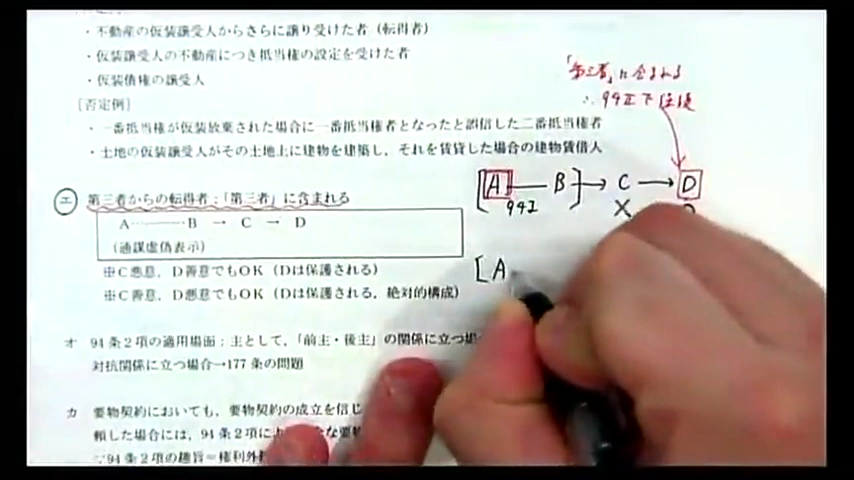 ・不動産の仮装譲受人からさらに譲り受けた者（転得者）
・仮装譲受人の不動産につき抵当権の設定を受けた者
・仮装債権の譲受人
［否定例］
・一番抵当権が仮装放棄された場合に一番抵当権者となったと誤信した二番抵当権者
・土地の仮装譲受人がその土地上に建物を建築し，それを賃貸した場合の建物賃借人
「第三者」に含まれる
∴94Ⅱで保護
[A — B] → C → D
94Ⅰ X
エ 第三者からの転得者：「第三者」に含まれる
A………B → C → D
（通謀虚偽表示）
※C悪意，D善意でもOK（Dは保護される）
※C善意，D悪意でもOK（Dは保護される，絶対的構成）
[A
オ 94条2項の適用場面：主として，「前主・後主」の関係に立つ場
対抗関係に立つ場合→177条の問題
カ 要物契約においても，要物契約の成立を信じ
頼した場合には，94条2項に
∵94条2項の趣旨＝権利外